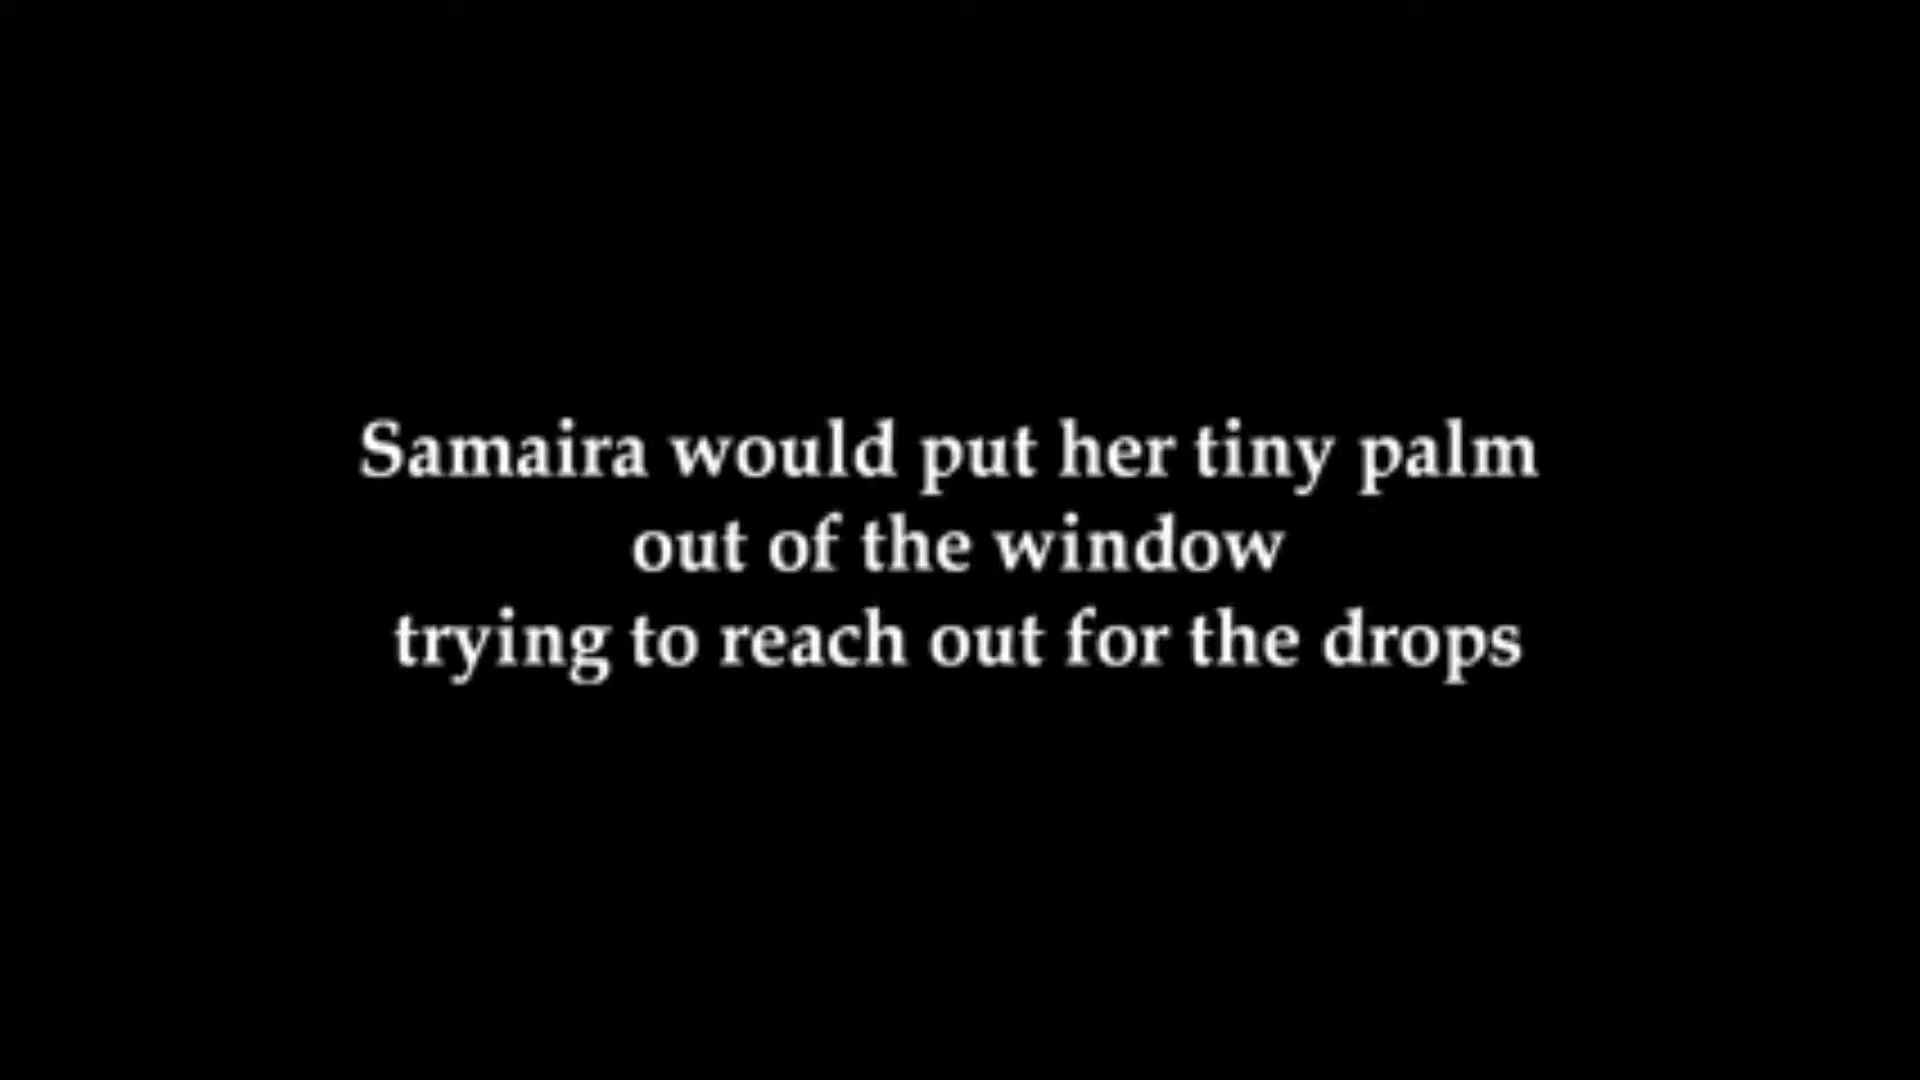 Samaira would put her tiny palm
out of the window
trying to reach out for the drops